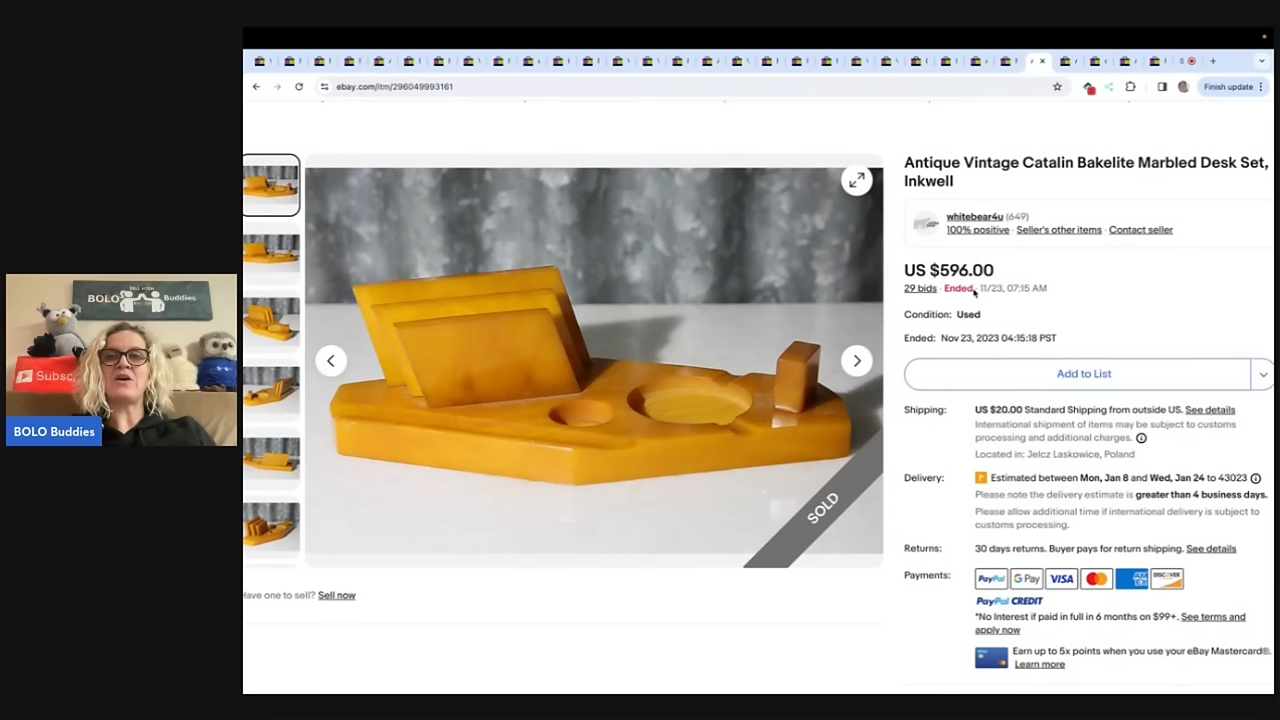 ebay.com/itm/296049993161
Finish update
Antique Vintage Catalin Bakelite Marbled Desk Set,
Inkwell
whitebear4u (649)
100% positive · Seller's other items · Contact seller
US $596.00
29 bids · Ended · 11/23, 07:15 AM
Condition: Used
Ended: Nov 23, 2023 04:15:18 PST
Add to List
Shipping: US $20.00 Standard Shipping from outside US. See details
International shipment of items may be subject to customs
processing and additional charges.
Located in: Jelcz Laskowice, Poland
Delivery: Estimated between Mon, Jan 8 and Wed, Jan 24 to 43023
Please note the delivery estimate is greater than 4 business days.
Please allow additional time if international delivery is subject to
customs processing.
Returns: 30 days returns. Buyer pays for return shipping. See details
Payments: PayPal G Pay VISA DISCOVER
PayPal CREDIT
*No Interest if paid in full in 6 months on $99+. See terms and
apply now
Earn up to 5x points when you use your eBay Mastercard®.
Learn more
SOLD
Have one to sell? Sell now
BOLO Buddies
Subsc
BOLO Buddies